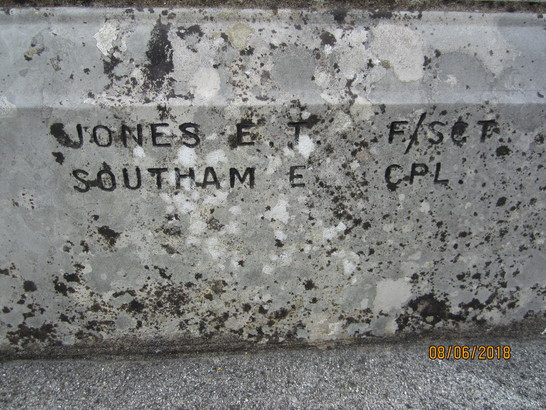 JONES E.T. F/SGT
SOUTHAM E CPL.
08/06/2018